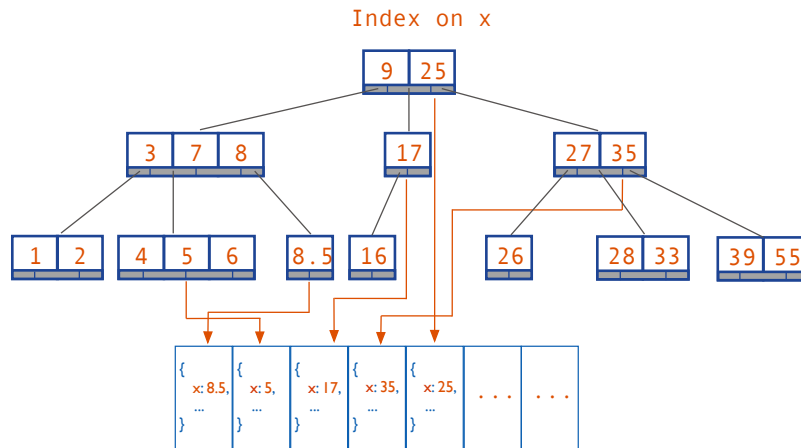 Index on x
9 25
3 7 8
17
27 35
1 2
4 5 6
8.5
16
26
28 33
39 55
{
x: 8.5,
...
}
{
x: 5,
...
}
{
x: 17,
...
}
{
x: 35,
...
}
{
x: 25,
...
}
. . .
. . .